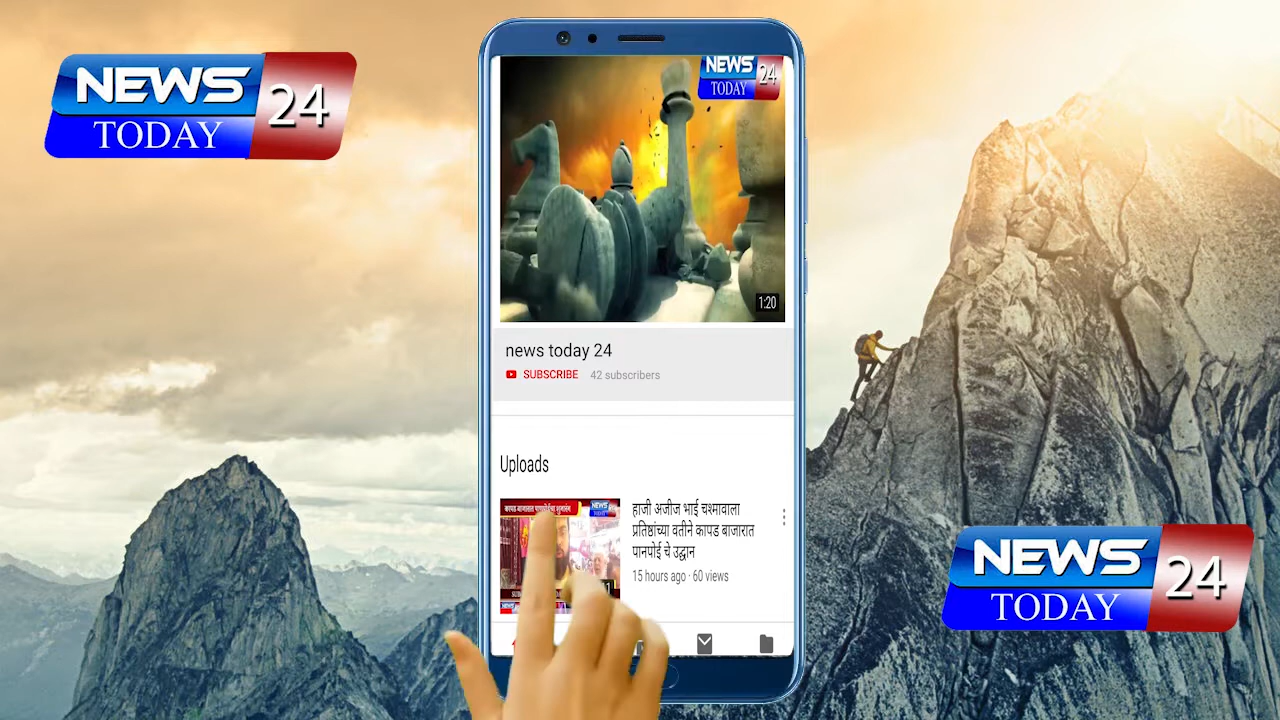 NEWS
TODAY
24
NEWS
TODAY
24
1:20
news today 24
SUBSCRIBE 42 subscribers
Uploads
हाजी अजीज भाई चश्मावाला
प्रतिष्ठांच्या वतीने कापड बाजारात
पानपोई चे उद्घान
15 hours ago · 60 views
NEWS
NEWS
TODAY
24